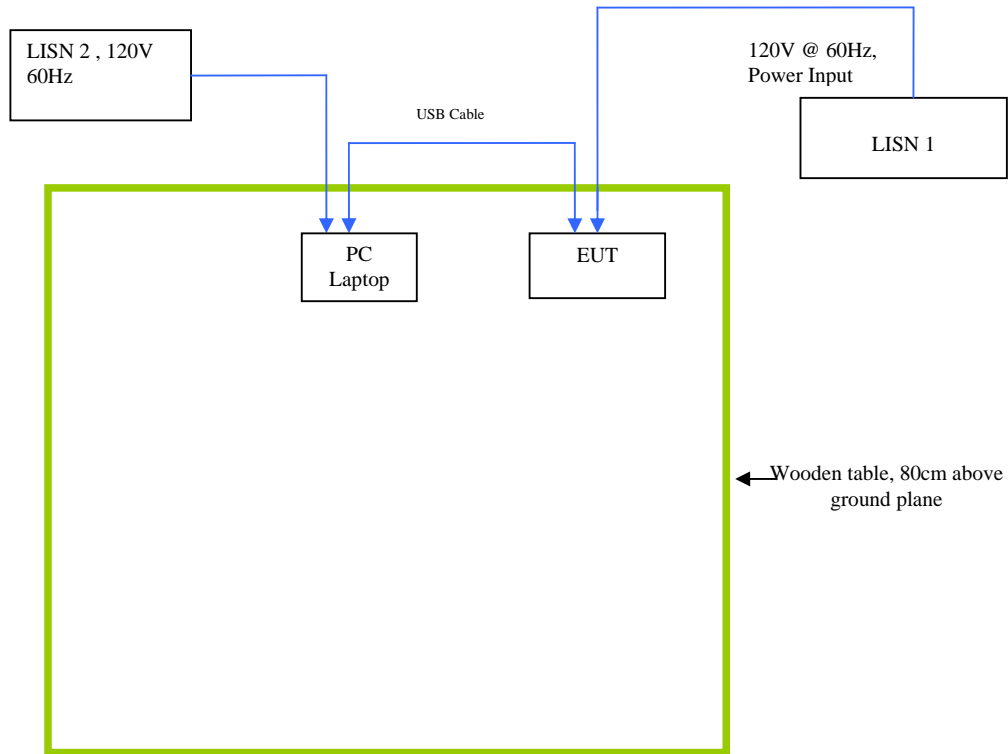 LISN 2 , 120V
60Hz
120V @ 60Hz,
Power Input
USB Cable
LISN 1
PC
Laptop
EUT
Wooden table, 80cm above
ground plane